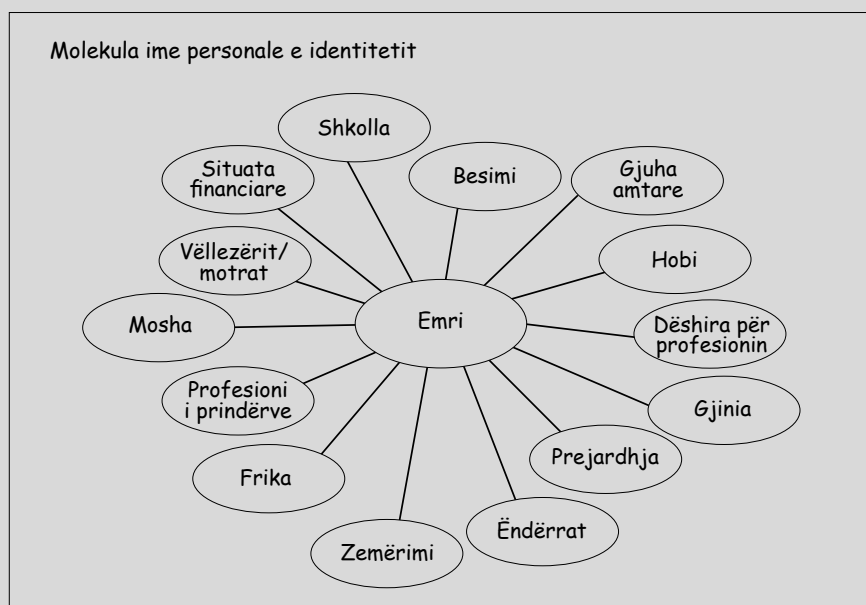 Molekula ime personale e identitetit
Shkolla
Situata
financiare
Besimi
Gjuha
amtare
Vëllezërit/
motrat
Hobi
Mosha
Emri
Dëshira për
profesionin
Profesioni
i prindërve
Gjinia
Prejardhja
Frika
Ëndërrat
Zemërimi